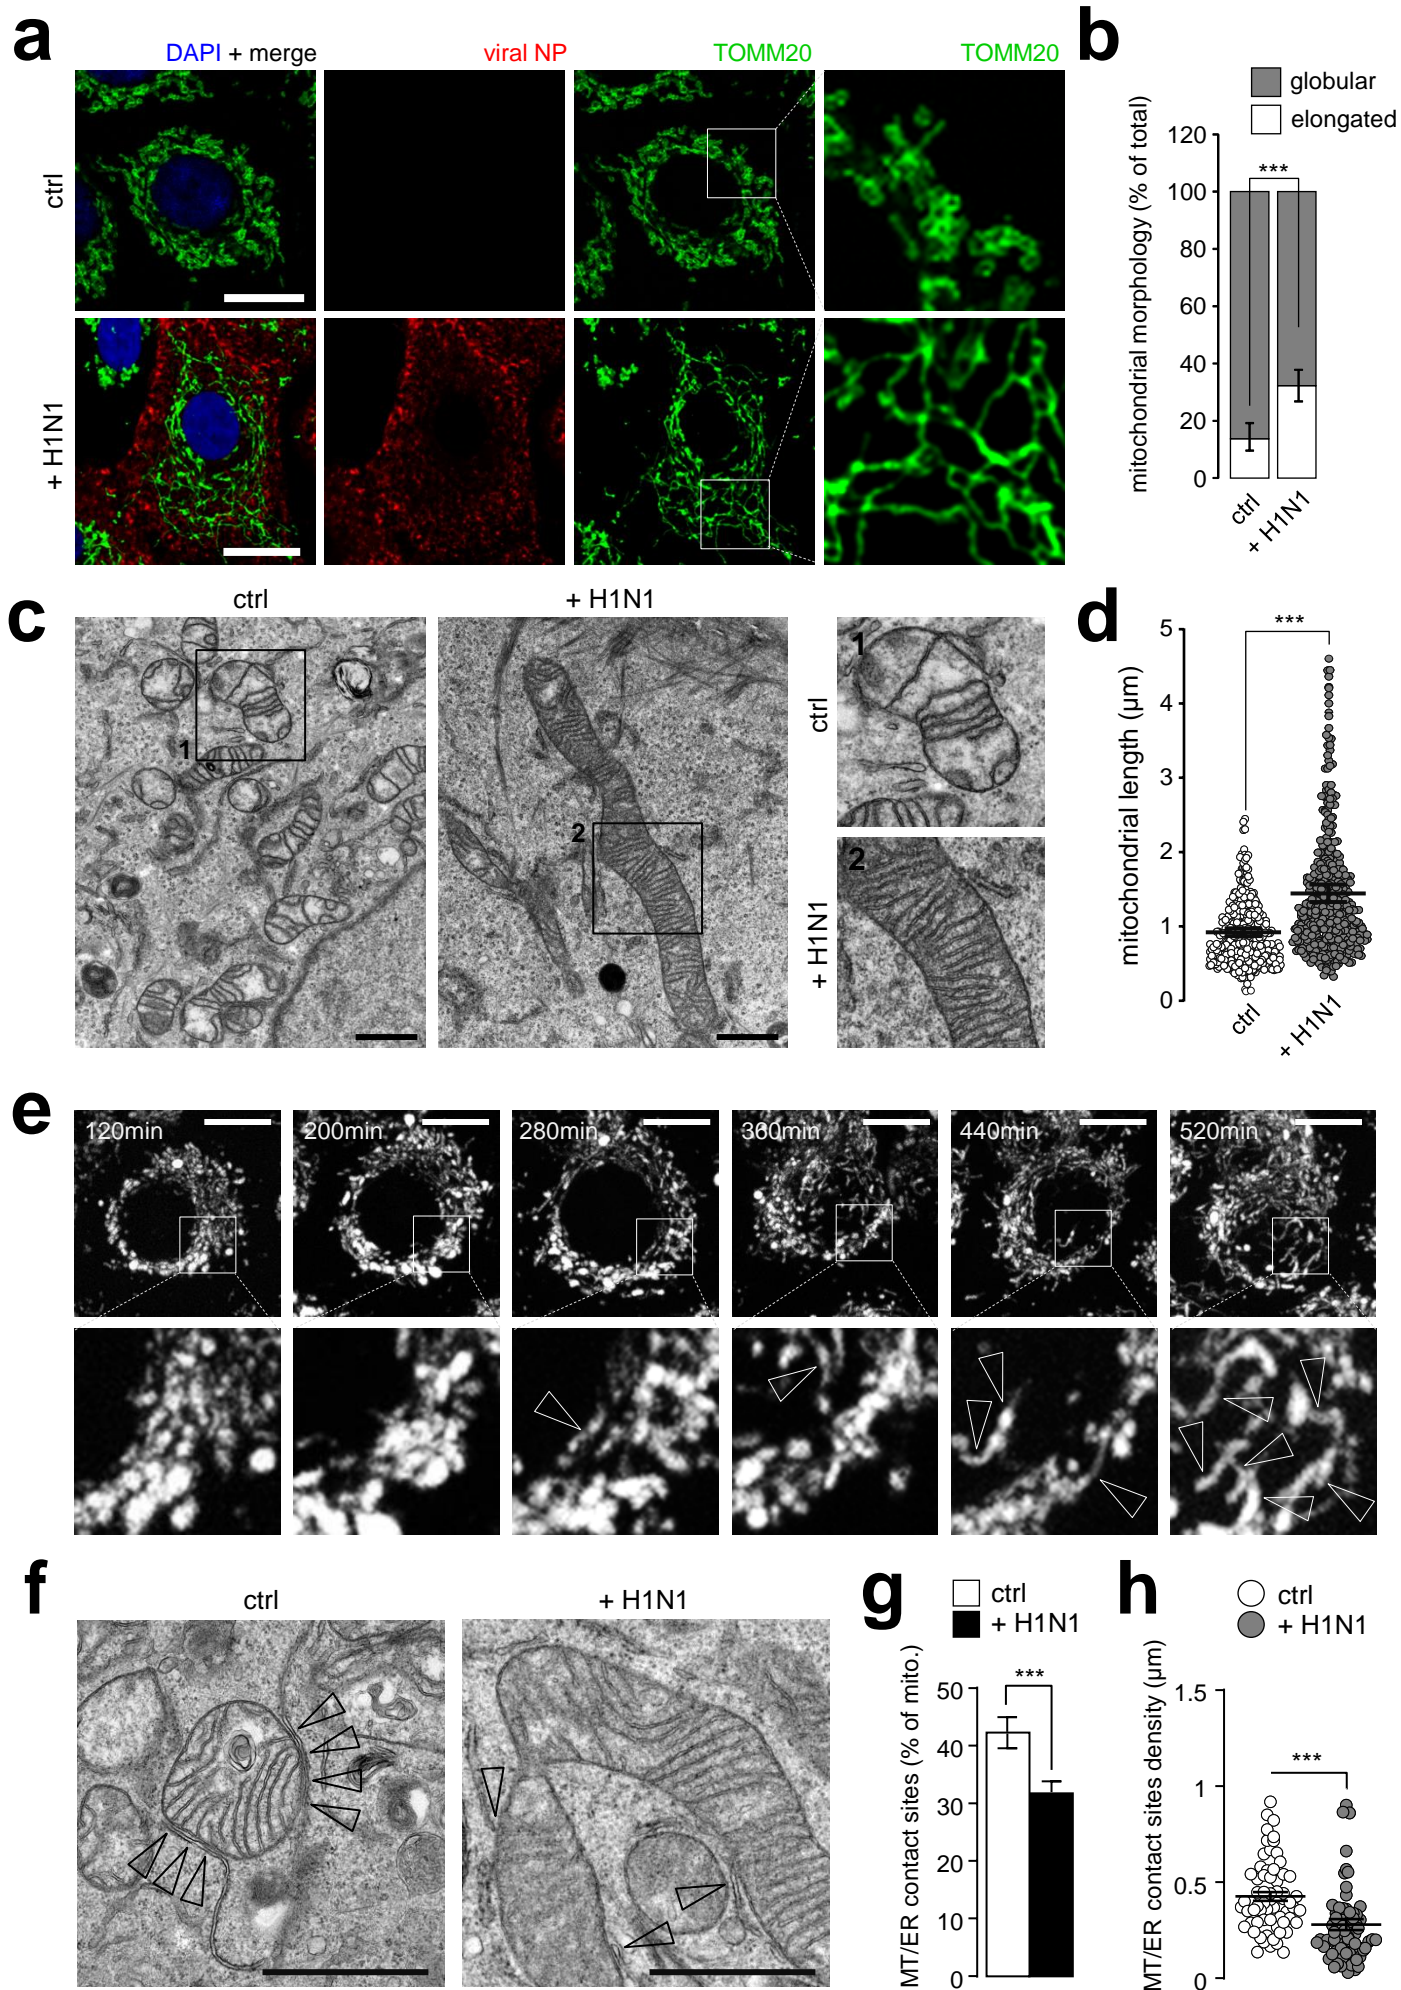 a
DAPI + merge
viral NP
TOMM20
TOMM20
ctrl
+ H1N1
b
globular
elongated
mitochondrial morphology (% of total)
120
100
80
60
40
20
0
***
ctrl
+ H1N1
c
ctrl
+ H1N1
1
2
ctrl
1
+ H1N1
2
d
mitochondrial length (µm)
5
4
3
2
1
0
***
ctrl
+ H1N1
e
120min
200min
280min
360min
440min
520min
f
ctrl
+ H1N1
g
ctrl
+ H1N1
MT/ER contact sites (% of mito.)
50
40
30
20
10
0
***
h
ctrl
+ H1N1
MT/ER contact sites density (µm)
1.5
1
0.5
0
***